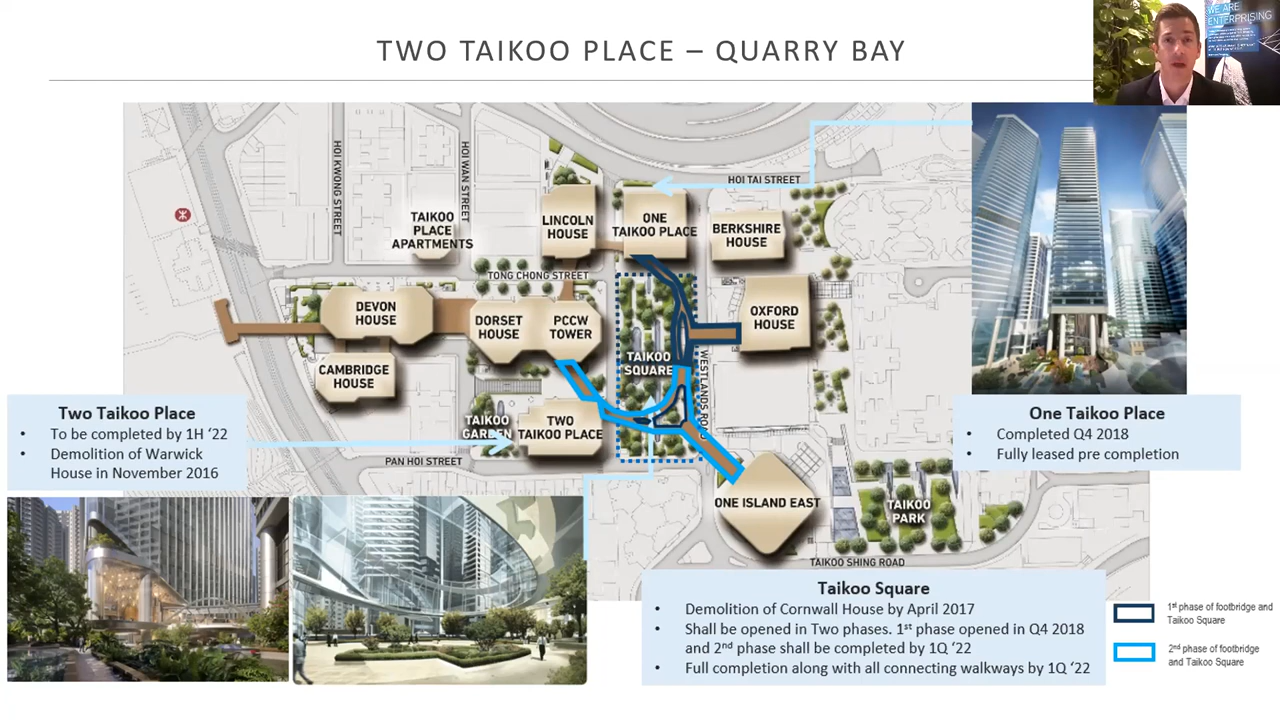 TWO TAIKOO PLACE – QUARRY BAY
WE ARE
ENTERPRISING
HOI KWONG STREET
HOI WAN STREET
HOI TAI STREET
TAIKOO
PLACE
APARTMENTS
LINCOLN
HOUSE
ONE
TAIKOO PLACE
BERKSHIRE
HOUSE
TONG CHONG STREET
DEVON
HOUSE
DORSET
HOUSE
PCCW
TOWER
OXFORD
HOUSE
TAIKOO
SQUARE
WESTLANDS ROAD
CAMBRIDGE
HOUSE
TAIKOO
GARDEN
TWO
TAIKOO PLACE
PAN HOI STREET
ONE ISLAND EAST
TAIKOO
PARK
TAIKOO SHING ROAD
Two Taikoo Place
• To be completed by 1H ‘22
• Demolition of Warwick
House in November 2016
One Taikoo Place
• Completed Q4 2018
• Fully leased pre completion
Taikoo Square
• Demolition of Cornwall House by April 2017
• Shall be opened in Two phases. 1st phase opened in Q4 2018
and 2nd phase shall be completed by 1Q ‘22
• Full completion along with all connecting walkways by 1Q ‘22
1st phase of footbridge and
Taikoo Square
2nd phase of footbridge
and Taikoo Square